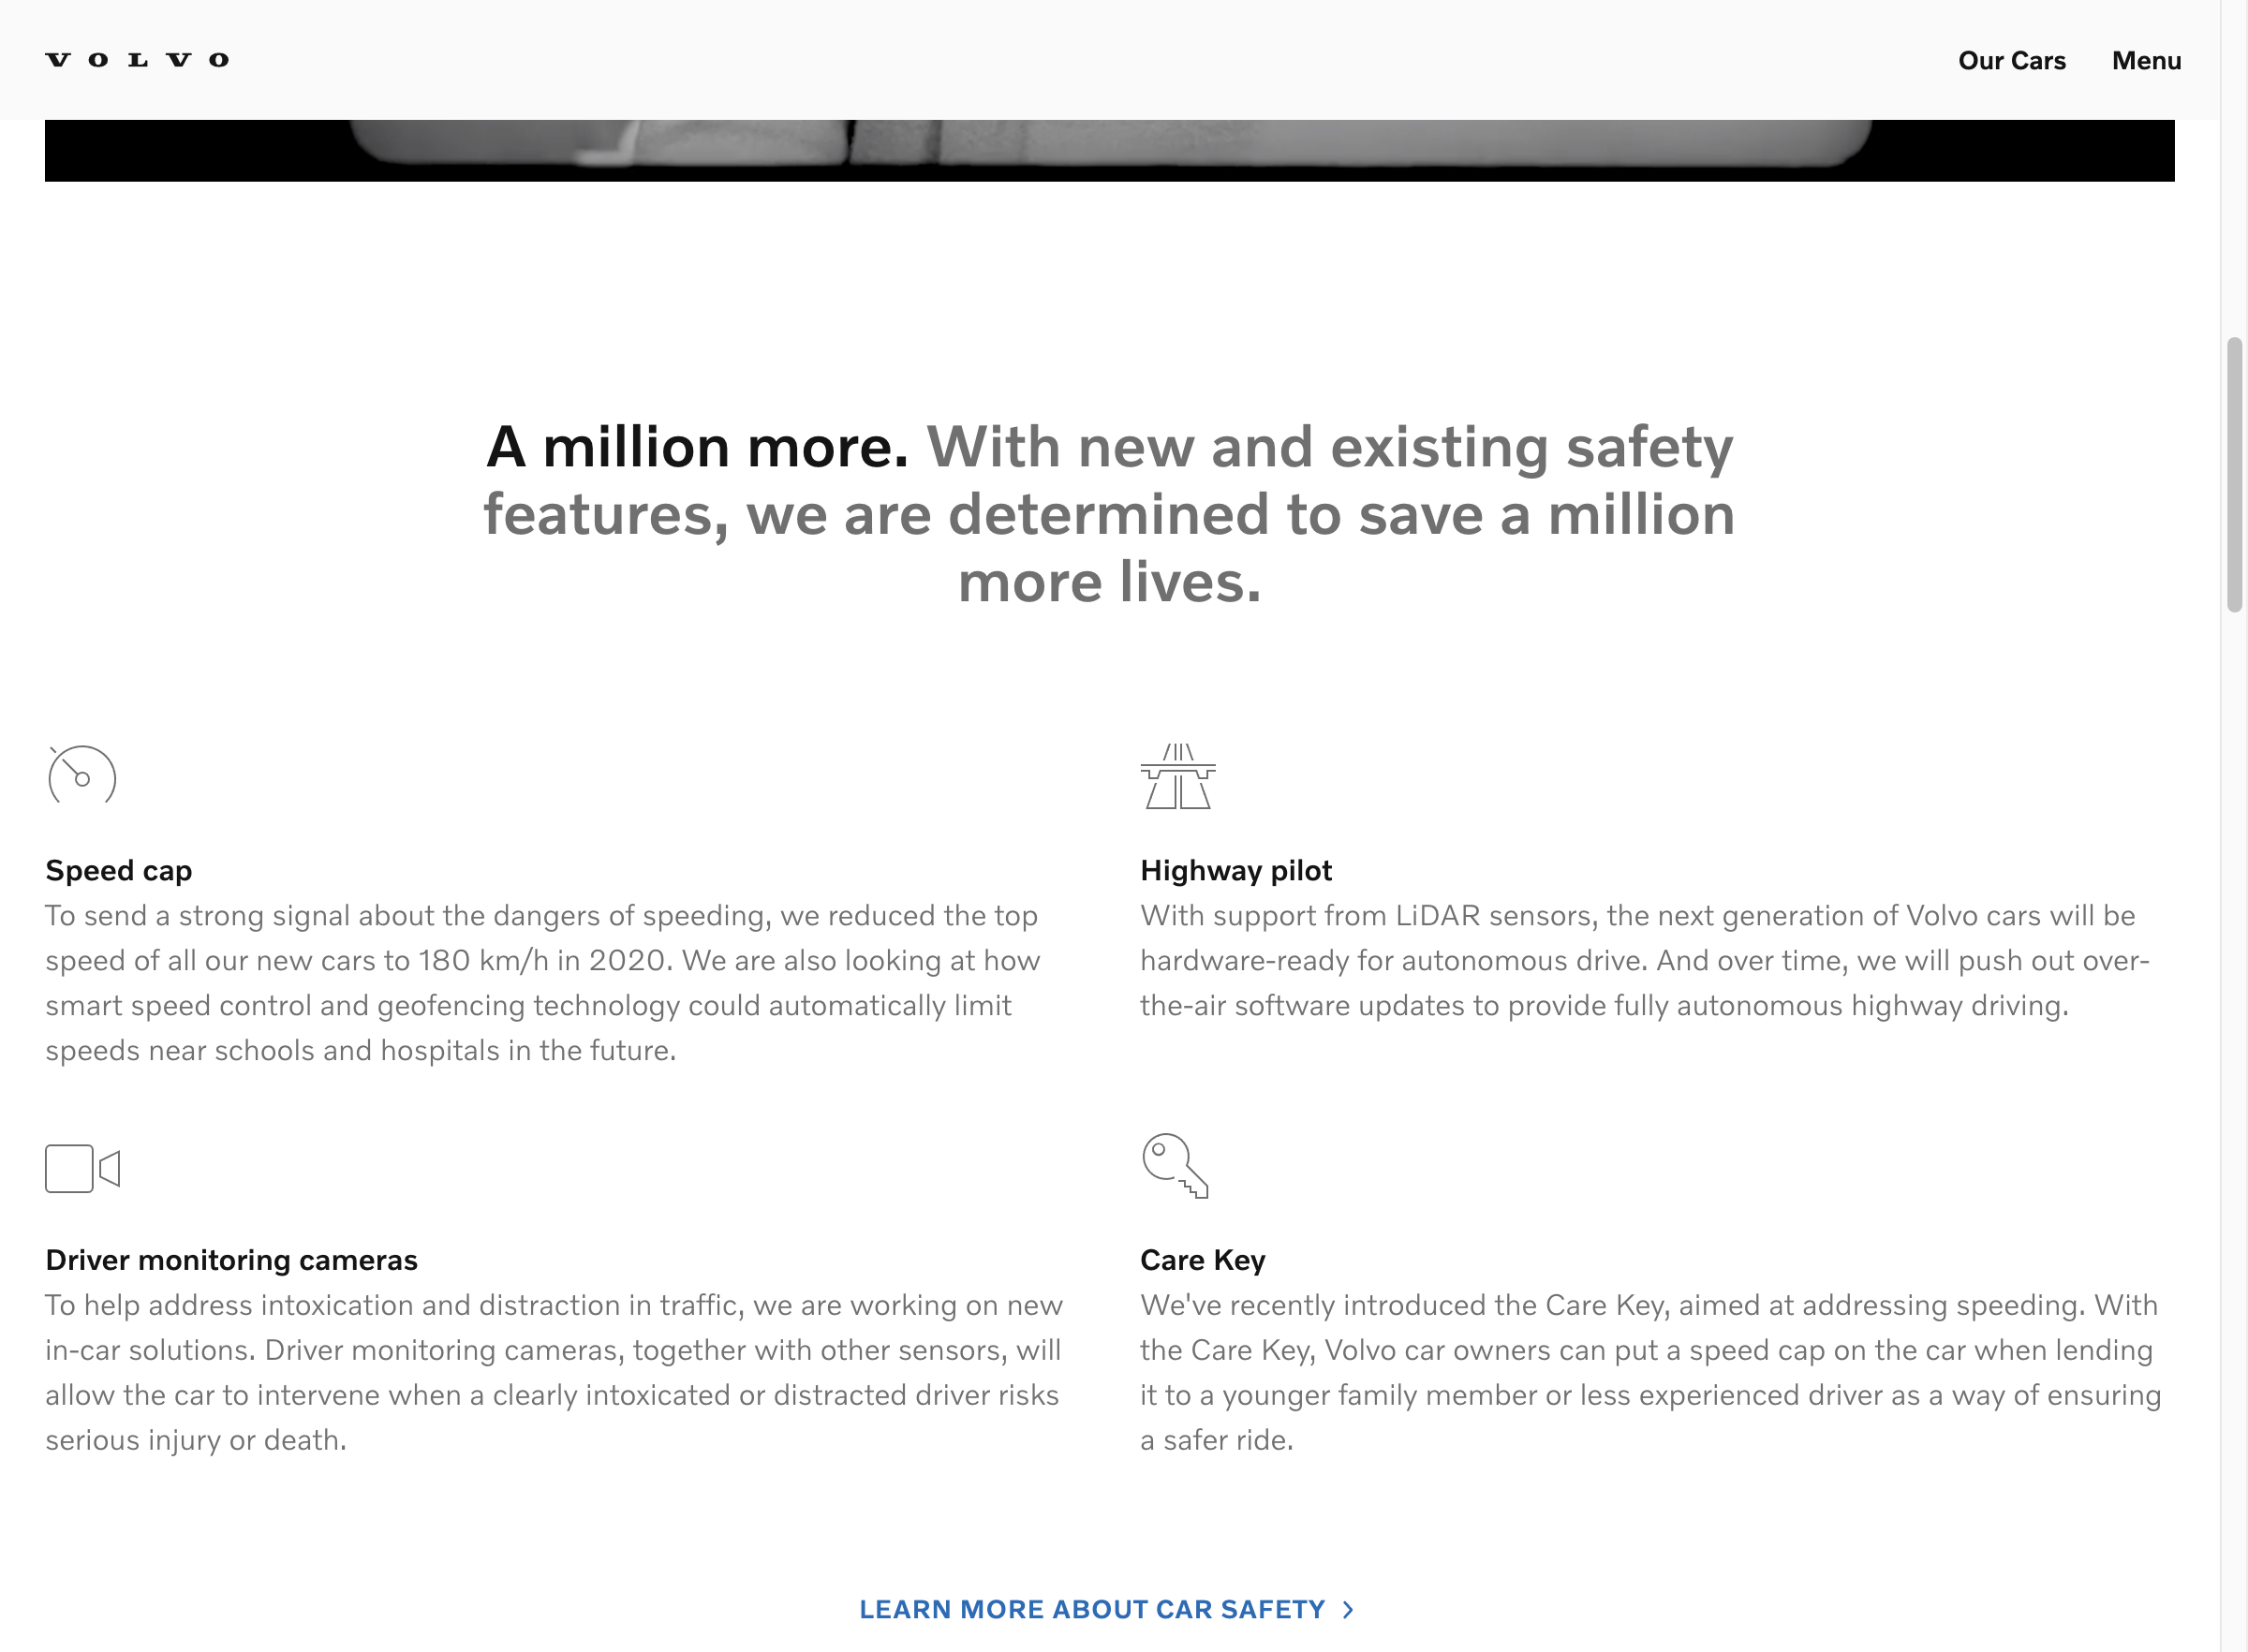 VOLVO
Our Cars
Menu
A million more. With new and existing safety
features, we are determined to save a million
more lives.
Speed cap
To send a strong signal about the dangers of speeding, we reduced the top
speed of all our new cars to 180 km/h in 2020. We are also looking at how
smart speed control and geofencing technology could automatically limit
speeds near schools and hospitals in the future.
Highway pilot
With support from LiDAR sensors, the next generation of Volvo cars will be
hardware-ready for autonomous drive. And over time, we will push out over-
the-air software updates to provide fully autonomous highway driving.
Driver monitoring cameras
To help address intoxication and distraction in traffic, we are working on new
in-car solutions. Driver monitoring cameras, together with other sensors, will
allow the car to intervene when a clearly intoxicated or distracted driver risks
serious injury or death.
Care Key
We've recently introduced the Care Key, aimed at addressing speeding. With
the Care Key, Volvo car owners can put a speed cap on the car when lending
it to a younger family member or less experienced driver as a way of ensuring
a safer ride.
LEARN MORE ABOUT CAR SAFETY